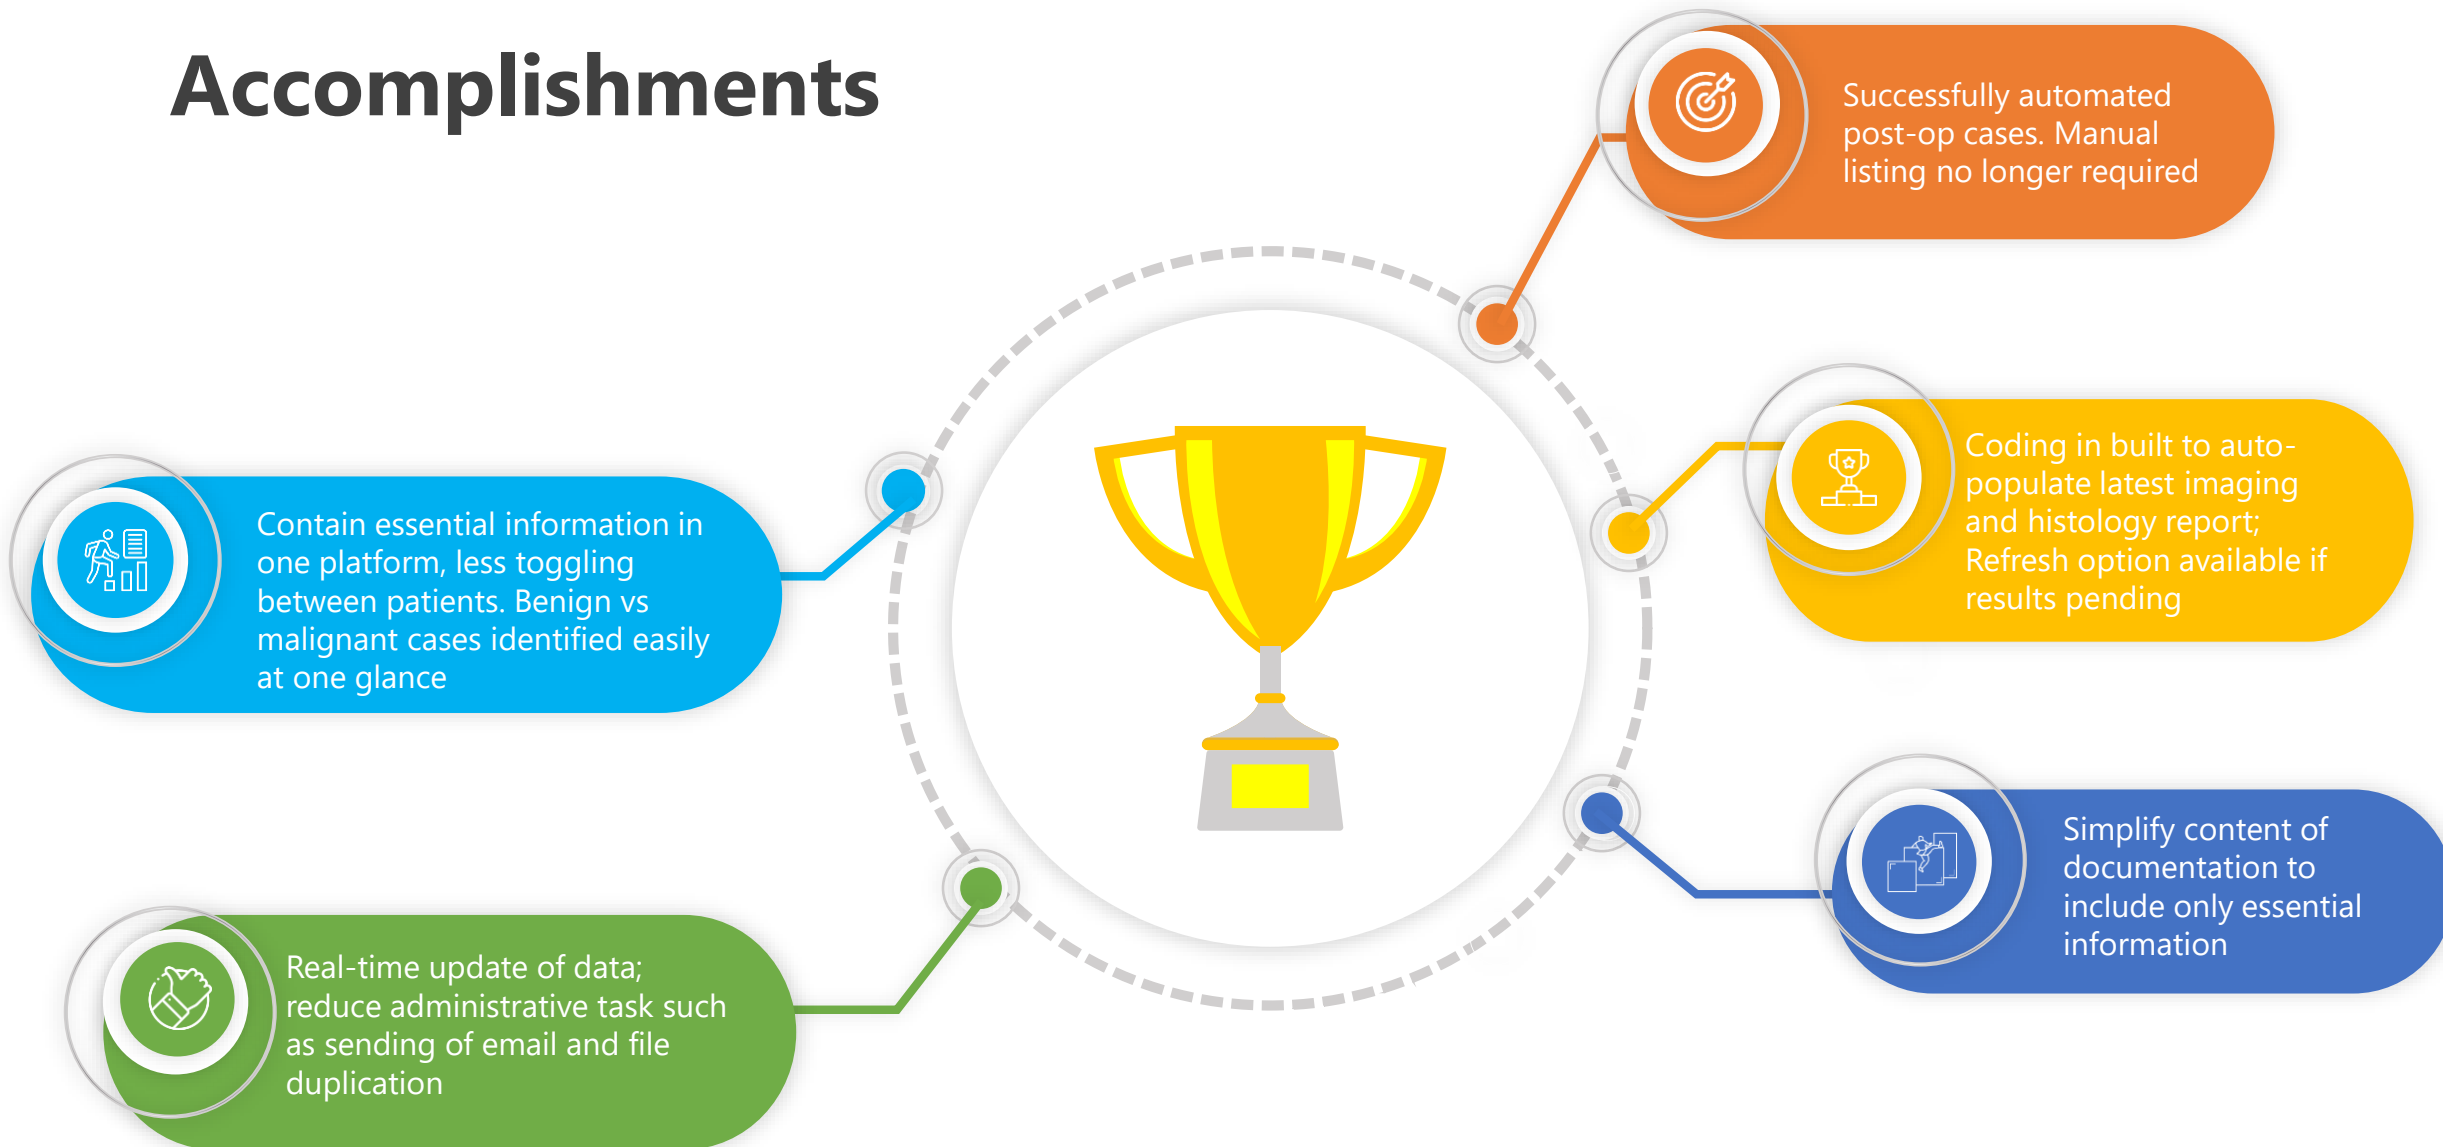 Accomplishments
Successfully automated
post-op cases. Manual
listing no longer required
Coding in built to auto-
populate latest imaging
and histology report;
Refresh option available if
results pending
Simplify content of
documentation to
include only essential
information
Contain essential information in
one platform, less toggling
between patients. Benign vs
malignant cases identified easily
at one glance
Real-time update of data;
reduce administrative task such
as sending of email and file
duplication